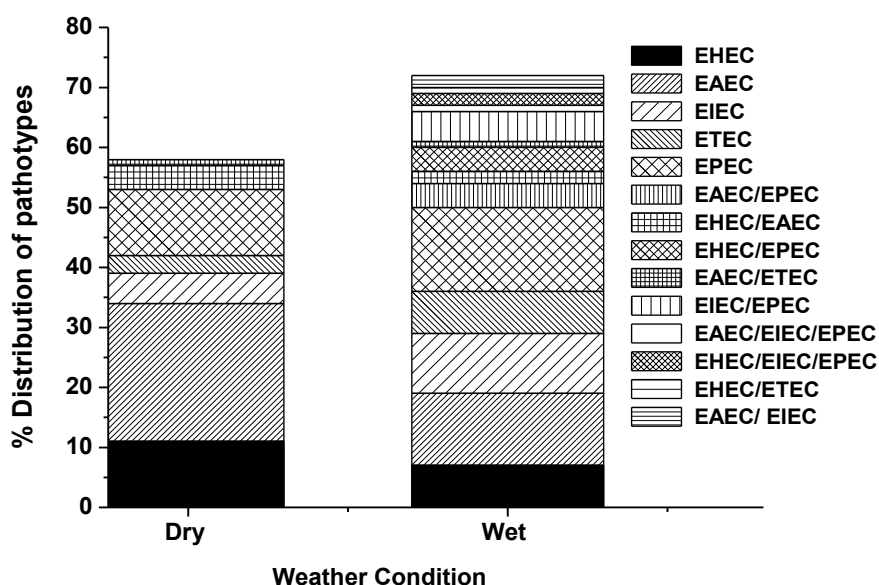 80
70
60
50
40
30
20
10
0
% Distribution of pathotypes
Dry
Wet
Weather Condition
EHEC
EAEC
EIEC
ETEC
EPEC
EAEC/EPEC
EHEC/EAEC
EHEC/EPEC
EAEC/ETEC
EIEC/EPEC
EAEC/EIEC/EPEC
EHEC/EIEC/EPEC
EHEC/ETEC
EAEC/ EIEC